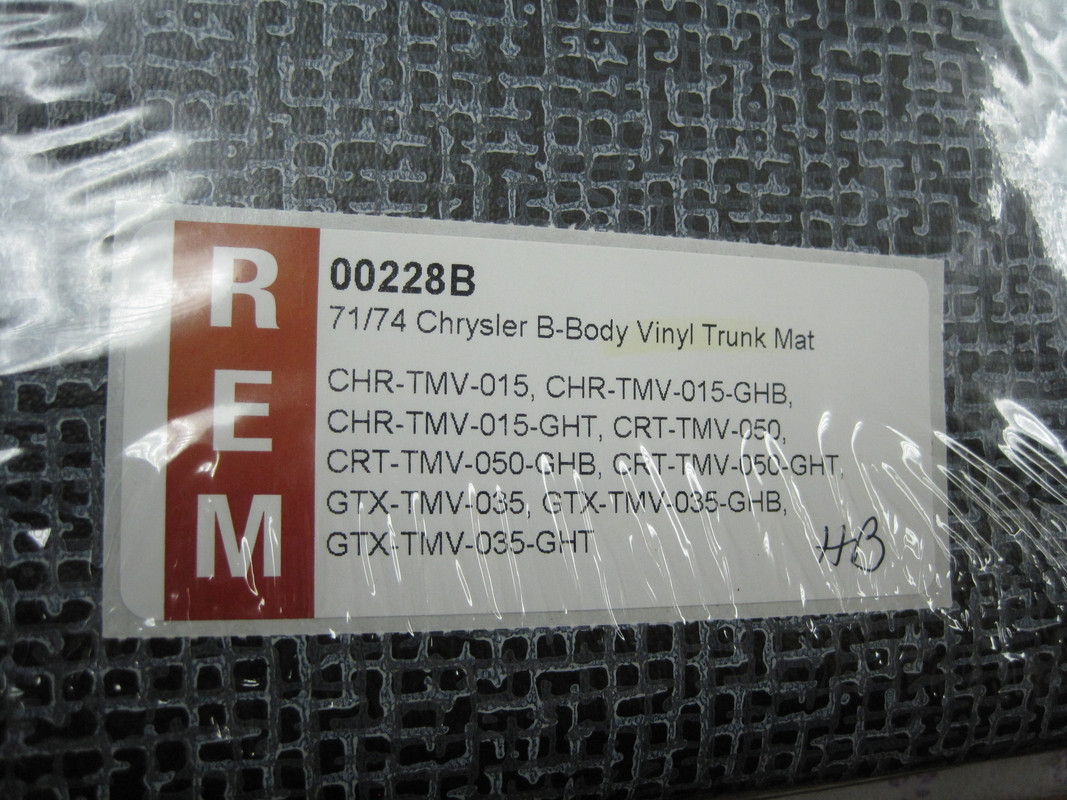 REM
00228B
71/74 Chrysler B-Body Vinyl Trunk Mat
CHR-TMV-015, CHR-TMV-015-GHB,
CHR-TMV-015-GHT, CRT-TMV-050,
CRT-TMV-050-GHB, CRT-TMV-050-GHT,
GTX-TMV-035, GTX-TMV-035-GHB,
GTX-TMV-035-GHT
HB